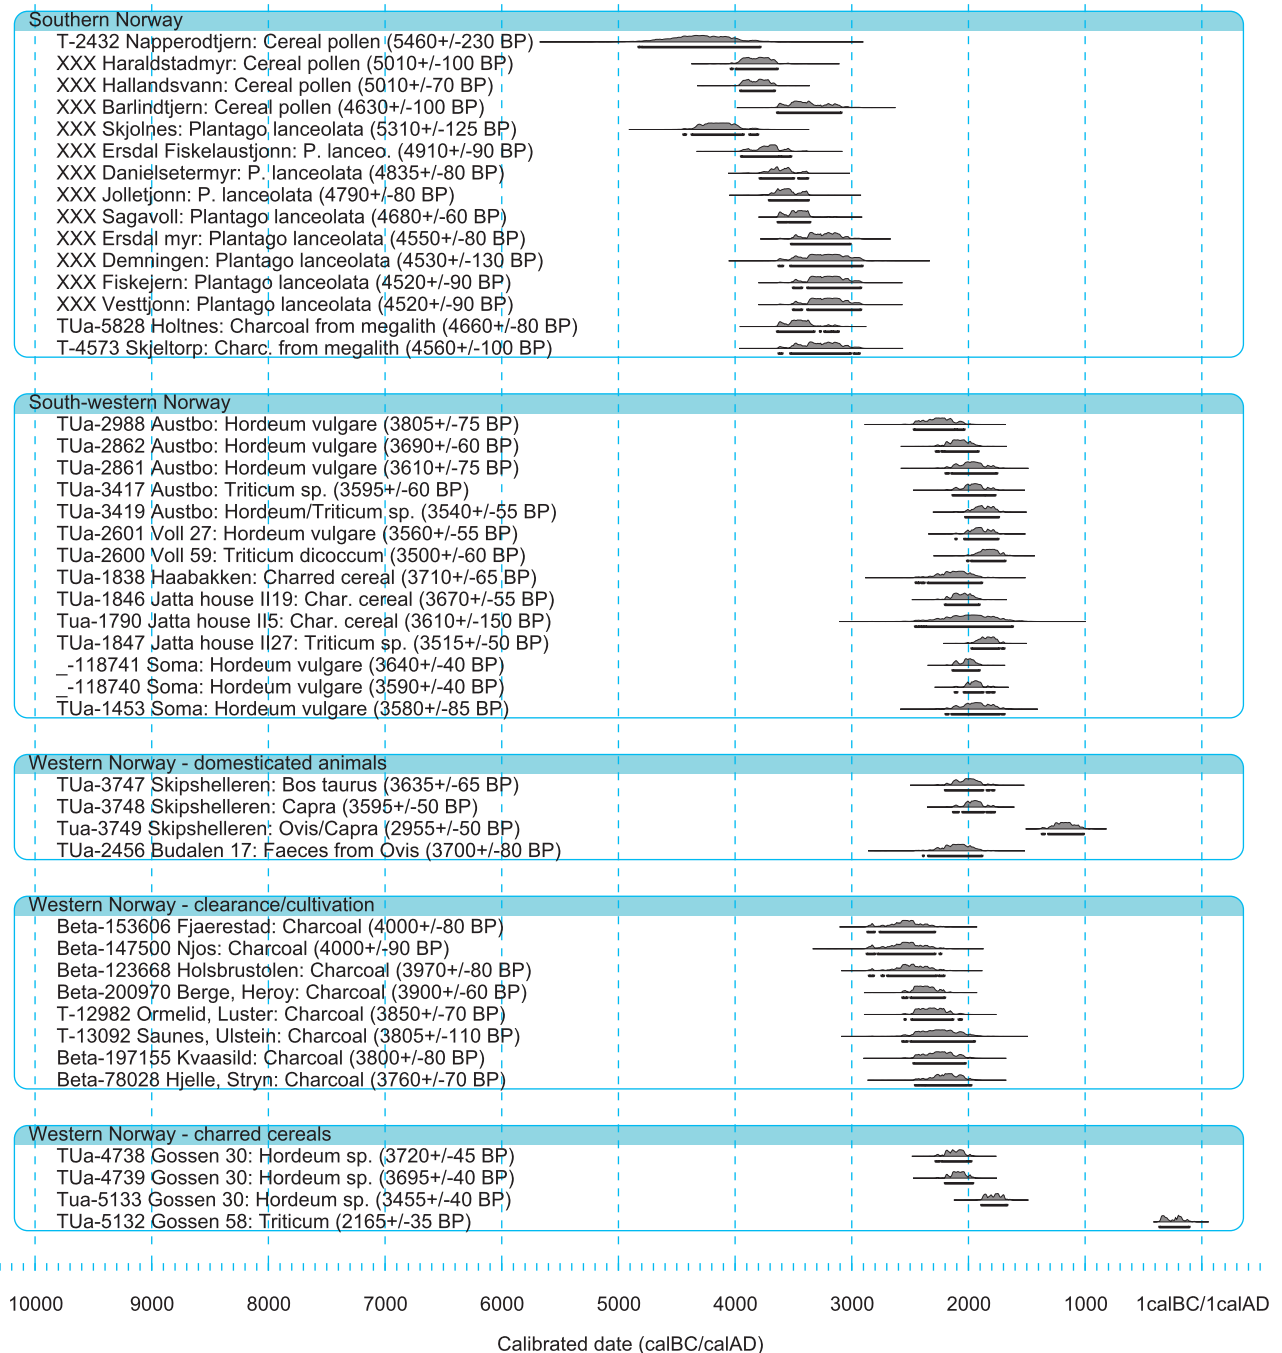 Southern Norway
T-2432 Napperodtjern: Cereal pollen (5460+/-230 BP)
XXX Haraldstadmyr: Cereal pollen (5010+/-100 BP)
XXX Hallandsvann: Cereal pollen (5010+/-70 BP)
XXX Barlindtjern: Cereal pollen (4630+/-100 BP)
XXX Skjolnes: Plantago lanceolata (5310+/-125 BP)
XXX Ersdal Fiskelaustjonn: P. lanceo. (4910+/-90 BP)
XXX Danielsetermyr: P. lanceolata (4835+/-80 BP)
XXX Jolletjonn: P. lanceolata (4790+/-80 BP)
XXX Sagavoll: Plantago lanceolata (4680+/-60 BP)
XXX Ersdal myr: Plantago lanceolata (4550+/-80 BP)
XXX Demningen: Plantago lanceolata (4530+/-130 BP)
XXX Fiskejern: Plantago lanceolata (4520+/-90 BP)
XXX Vesttjonn: Plantago lanceolata (4520+/-90 BP)
TUa-5828 Holtnes: Charcoal from megalith (4660+/-80 BP)
T-4573 Skjeltorp: Charc. from megalith (4560+/-100 BP)
South-western Norway
TUa-2988 Austbo: Hordeum vulgare (3805+/-75 BP)
TUa-2862 Austbo: Hordeum vulgare (3690+/-60 BP)
TUa-2861 Austbo: Hordeum vulgare (3610+/-75 BP)
TUa-3417 Austbo: Triticum sp. (3595+/-60 BP)
TUa-3419 Austbo: Hordeum/Triticum sp. (3540+/-55 BP)
TUa-2601 Voll 27: Hordeum vulgare (3560+/-55 BP)
TUa-2600 Voll 59: Triticum dicoccum (3500+/-60 BP)
TUa-1838 Haabakken: Charred cereal (3710+/-65 BP)
TUa-1846 Jatta house II19: Char. cereal (3670+/-55 BP)
Tua-1790 Jatta house II5: Char. cereal (3610+/-150 BP)
TUa-1847 Jatta house II27: Triticum sp. (3515+/-50 BP)
_-118741 Soma: Hordeum vulgare (3640+/-40 BP)
_-118740 Soma: Hordeum vulgare (3590+/-40 BP)
TUa-1453 Soma: Hordeum vulgare (3580+/-85 BP)
Western Norway - domesticated animals
TUa-3747 Skipshelleren: Bos taurus (3635+/-65 BP)
TUa-3748 Skipshelleren: Capra (3595+/-50 BP)
Tua-3749 Skipshelleren: Ovis/Capra (2955+/-50 BP)
TUa-2456 Budalen 17: Faeces from Ovis (3700+/-80 BP)
Western Norway - clearance/cultivation
Beta-153606 Fjaerestad: Charcoal (4000+/-80 BP)
Beta-147500 Njos: Charcoal (4000+/-90 BP)
Beta-123668 Holsbrustolen: Charcoal (3970+/-80 BP)
Beta-200970 Berge, Heroy: Charcoal (3900+/-60 BP)
T-12982 Ormelid, Luster: Charcoal (3850+/-70 BP)
T-13092 Saunes, Ulstein: Charcoal (3805+/-110 BP)
Beta-197155 Kvaasild: Charcoal (3800+/-80 BP)
Beta-78028 Hjelle, Stryn: Charcoal (3760+/-70 BP)
Western Norway - charred cereals
TUa-4738 Gossen 30: Hordeum sp. (3720+/-45 BP)
TUa-4739 Gossen 30: Hordeum sp. (3695+/-40 BP)
Tua-5133 Gossen 30: Hordeum sp. (3455+/-40 BP)
TUa-5132 Gossen 58: Triticum (2165+/-35 BP)
10000 9000 8000 7000 6000 5000 4000 3000 2000 1000 1calBC/1calAD
Calibrated date (calBC/calAD)